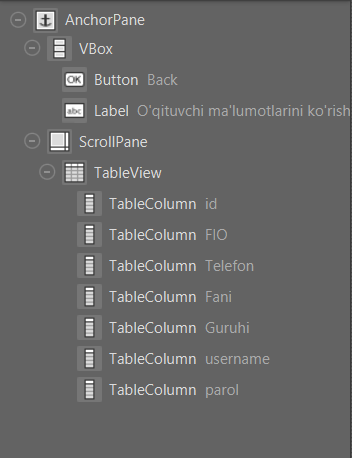 AnchorPane
VBox
OK Button Back
abc Label O'qituvchi ma'lumotlarini ko'rish
ScrollPane
TableView
TableColumn id
TableColumn FIO
TableColumn Telefon
TableColumn Fani
TableColumn Guruhi
TableColumn username
TableColumn parol